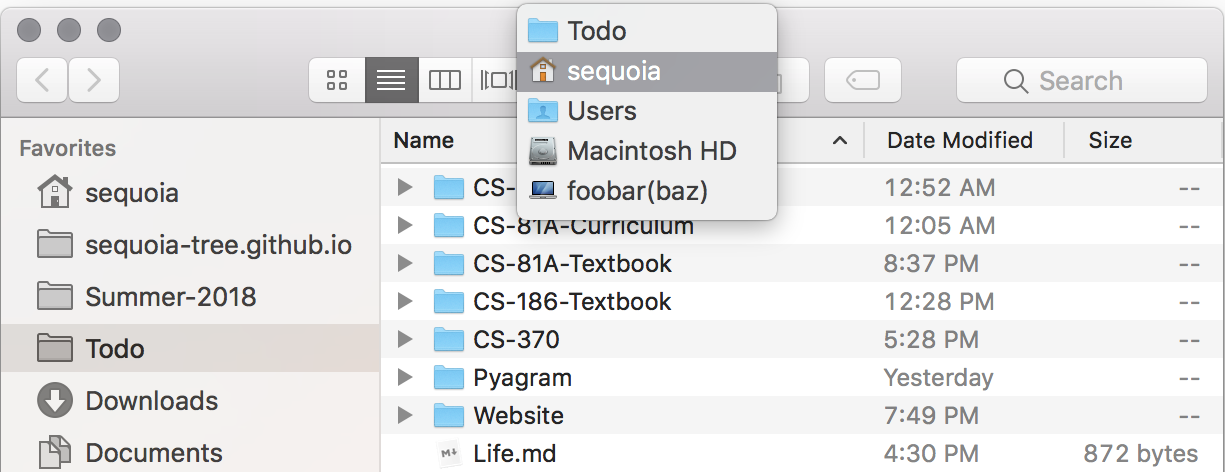 Todo
sequoia
Users
Macintosh HD
foobar(baz)
Search
Favorites
sequoia
sequoia-tree.github.io
Summer-2018
Todo
Downloads
Documents
Name Date Modified Size
CS- 12:52 AM --
CS-81A-Curriculum 12:05 AM --
CS-81A-Textbook 8:37 PM --
CS-186-Textbook 12:28 PM --
CS-370 5:28 PM --
Pyagram Yesterday --
Website 7:49 PM --
Life.md 4:30 PM 872 bytes